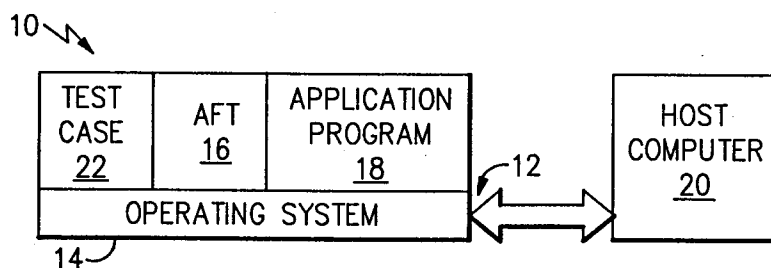 10
TEST
CASE
22
AFT
16
APPLICATION
PROGRAM
18
12
HOST
COMPUTER
20
OPERATING SYSTEM
14